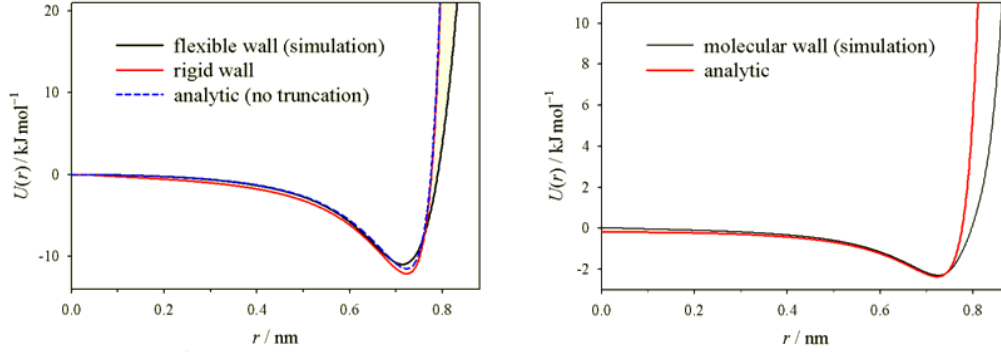 20
10
0
-10
U(r) / kJ mol⁻¹
flexible wall (simulation)
rigid wall
analytic (no truncation)
0.0 0.2 0.4 0.6 0.8
r / nm
10
8
6
4
2
0
-2
U(r) / kJ mol⁻¹
molecular wall (simulation)
analytic
0.0 0.2 0.4 0.6 0.8
r / nm